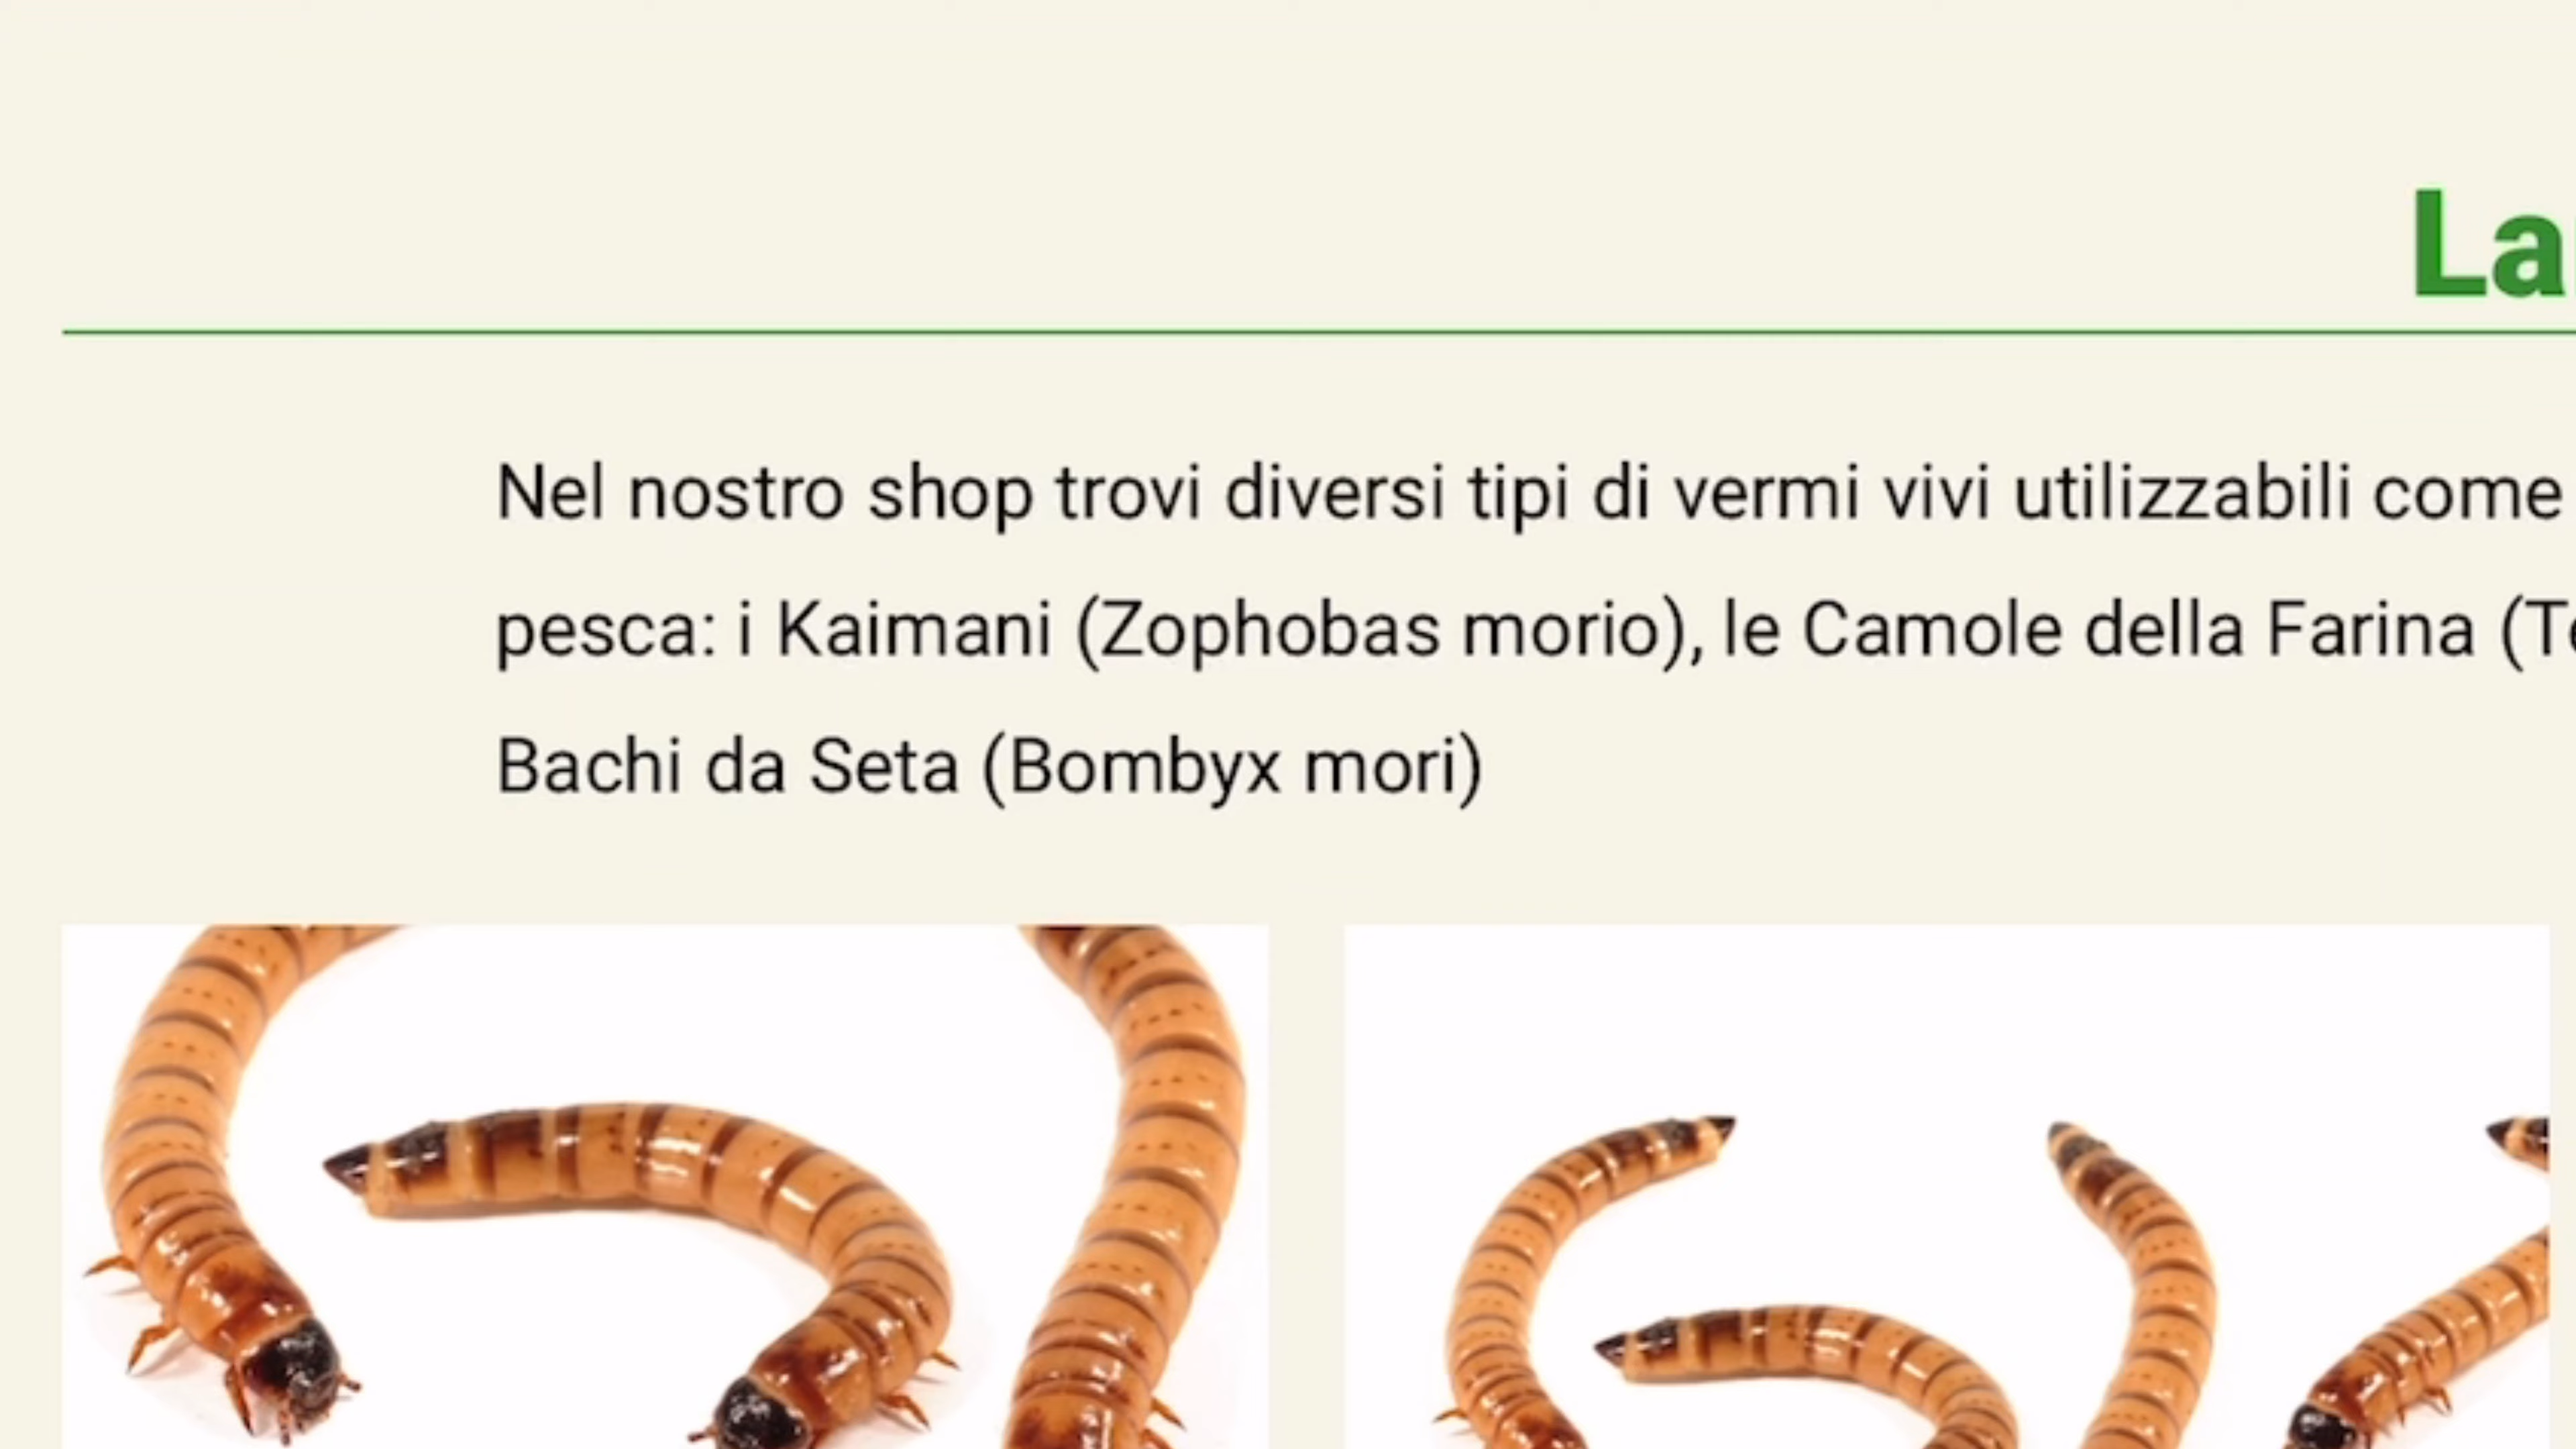 Nel nostro shop trovi diversi tipi di vermi vivi utilizzabili come
pesca: i Kaimani (Zophobas morio), le Camole della Farina
Bachi da Seta (Bombyx mori)